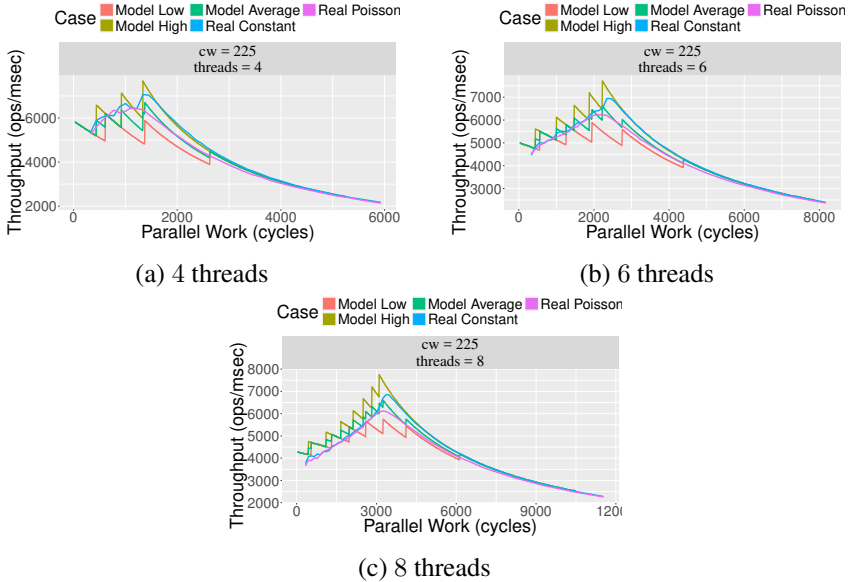 Case Model Low Model Average Real Poisson
Model High Real Constant
cw = 225
threads = 4
Throughput (ops/msec)
6000
4000
2000
0 2000 4000 6000
Parallel Work (cycles)
(a) 4 threads
Case Model Low Model Average Real Poisson
Model High Real Constant
cw = 225
threads = 6
Throughput (ops/msec)
7000
6000
5000
4000
3000
0 2000 4000 6000 8000
Parallel Work (cycles)
(b) 6 threads
Case Model Low Model Average Real Poisson
Model High Real Constant
cw = 225
threads = 8
Throughput (ops/msec)
8000
7000
6000
5000
4000
3000
2000
0 3000 6000 9000 1200
Parallel Work (cycles)
(c) 8 threads